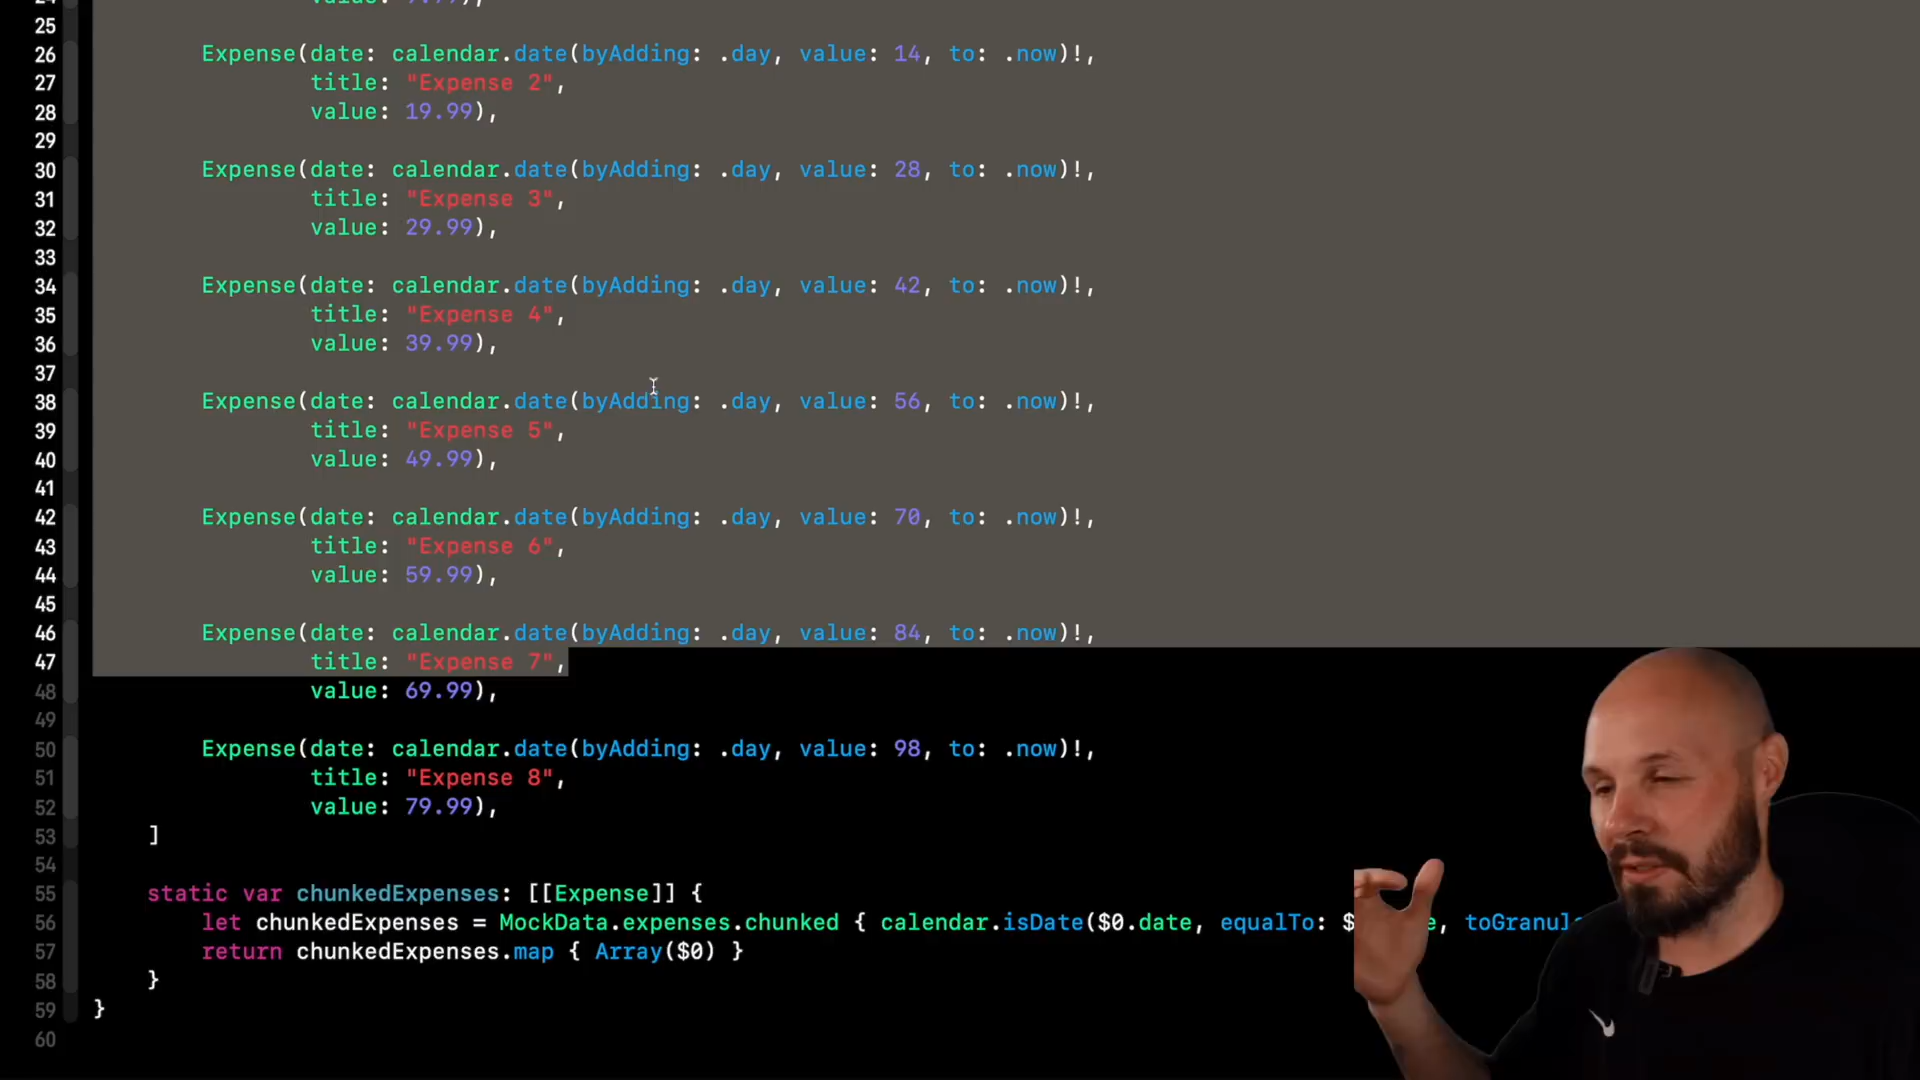 25
26 Expense(date: calendar.date(byAdding: .day, value: 14, to: .now)!,
27 title: "Expense 2",
28 value: 19.99),
29
30 Expense(date: calendar.date(byAdding: .day, value: 28, to: .now)!,
31 title: "Expense 3",
32 value: 29.99),
33
34 Expense(date: calendar.date(byAdding: .day, value: 42, to: .now)!,
35 title: "Expense 4",
36 value: 39.99),
37
38 Expense(date: calendar.date(byAdding: .day, value: 56, to: .now)!,
39 title: "Expense 5",
40 value: 49.99),
41
42 Expense(date: calendar.date(byAdding: .day, value: 70, to: .now)!,
43 title: "Expense 6",
44 value: 59.99),
45
46 Expense(date: calendar.date(byAdding: .day, value: 84, to: .now)!,
47 title: "Expense 7",
48 value: 69.99),
49
50 Expense(date: calendar.date(byAdding: .day, value: 98, to: .now)!,
51 title: "Expense 8",
52 value: 79.99),
53 ]
54
55 static var chunkedExpenses: [[Expense]] {
56 let chunkedExpenses = MockData.expenses.chunked { calendar.isDate($0.date, equalTo:
57 return chunkedExpenses.map { Array($0) }
58 }
59 }
60